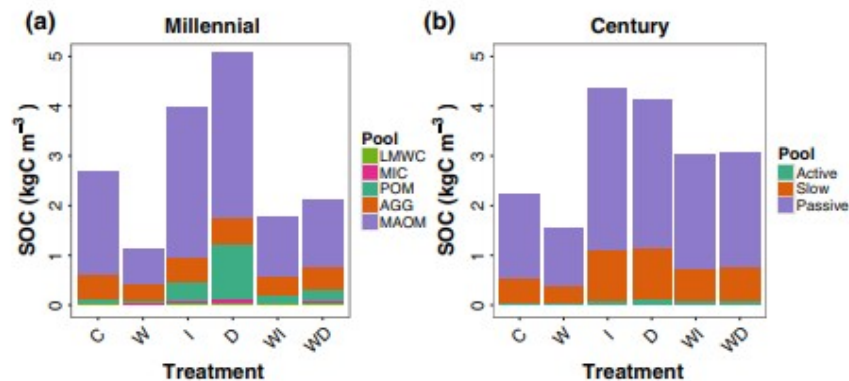 (a) Millennial
SOC (kgC m⁻³)
5
4
3
2
1
0
C W I D WI WD
Treatment
Pool
LMWC
MIC
POM
AGG
MAOM
(b) Century
SOC (kgC m⁻³)
5
4
3
2
1
0
C W I D WI WD
Treatment
Pool
Active
Slow
Passive